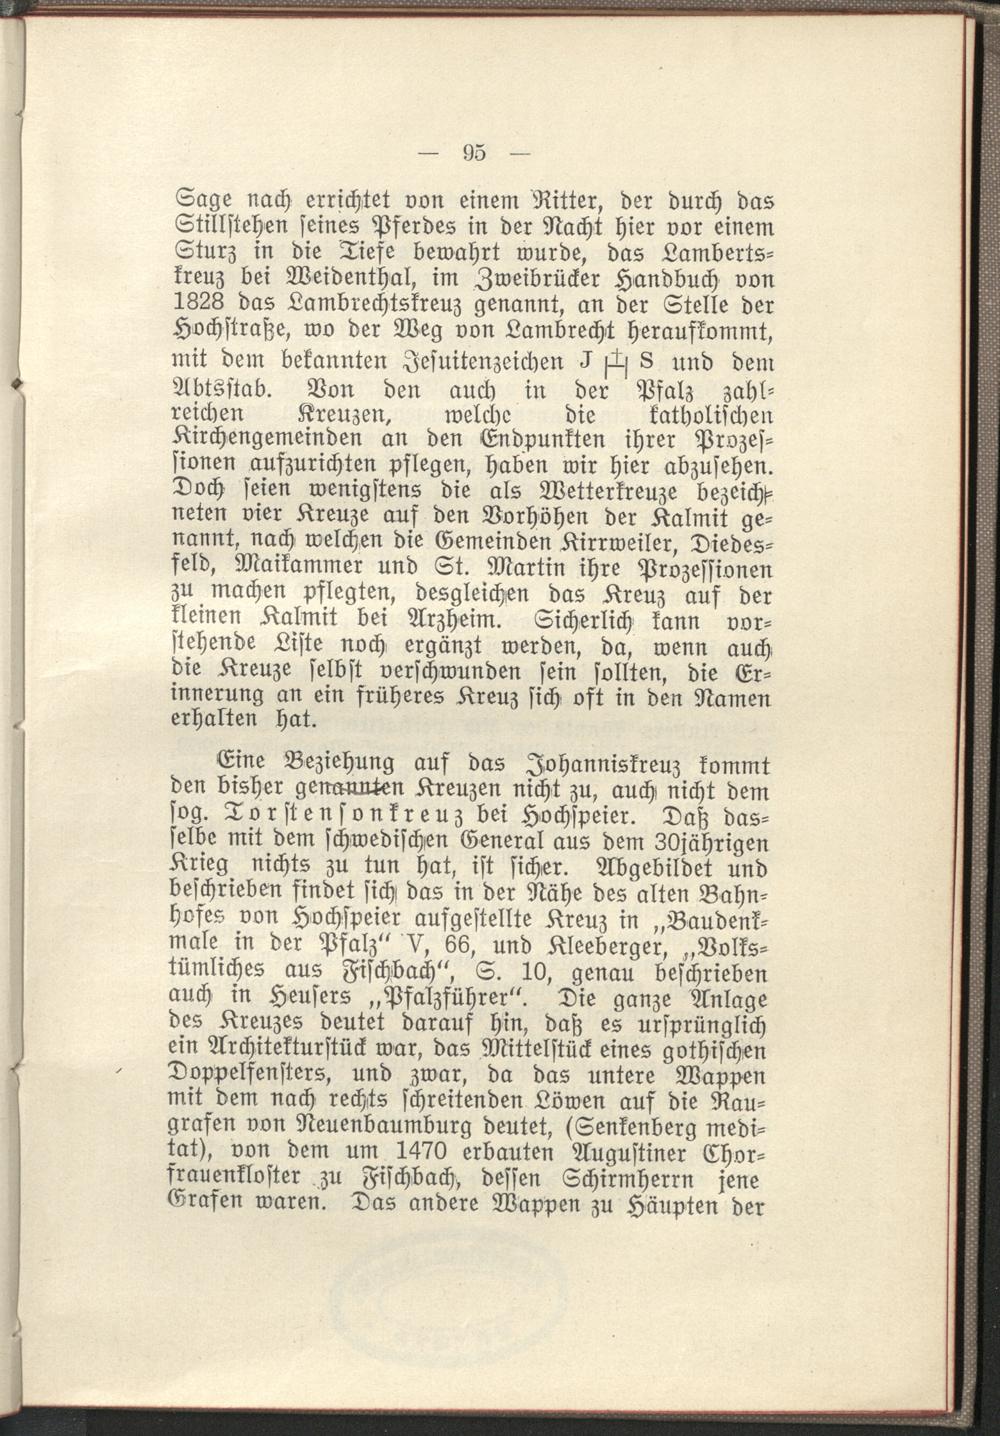 — 95 —
Sage nach errichtet von einem Ritter, der durch das
Stillstehen seines Pferdes in der Nacht hier vor einem
Sturz in die Tiefe bewahrt wurde, das Lamberts-
kreuz bei Weidenthal, im Zweibrücker Handbuch von
1828 das Lambrechtskreuz genannt, an der Stelle der
Hochstraße, wo der Weg von Lambrecht heraufkommt,
mit dem bekannten Jesuitenzeichen J H S und dem
Abtsstab. Von den auch in der Pfalz zahl-
reichen Kreuzen, welche die katholischen
Kirchengemeinden an den Endpunkten ihrer Prozes-
sionen aufzurichten pflegen, haben wir hier abzusehen.
Doch seien wenigstens die als Wetterkreuze bezeich-
neten vier Kreuze auf den Vorhöhen der Kalmit ge-
nannt, nach welchen die Gemeinden Kirrweiler, Diedes-
feld, Maikammer und St. Martin ihre Prozessionen
zu machen pflegten, desgleichen das Kreuz auf der
kleinen Kalmit bei Arzheim. Sicherlich kann vor-
stehende Liste noch ergänzt werden, da, wenn auch
die Kreuze selbst verschwunden sein sollten, die Er-
innerung an ein früheres Kreuz sich oft in den Namen
erhalten hat.
Eine Beziehung auf das Johanniskreuz kommt
den bisher genannten Kreuzen nicht zu, auch nicht dem
sog. Torstensonkreuz bei Hochspeier. Daß das-
selbe mit dem schwedischen General aus dem 30jährigen
Krieg nichts zu tun hat, ist sicher. Abgebildet und
beschrieben findet sich das in der Nähe des alten Bahn-
hofes von Hochspeier aufgestellte Kreuz in „Baudenk-
male in der Pfalz“ V, 66, und Kleeberger, „Volks-
tümliches aus Fischbach“, S. 10, genau beschrieben
auch in Heusers „Pfalzführer“. Die ganze Anlage
des Kreuzes deutet darauf hin, daß es ursprünglich
ein Architekturstück war, das Mittelstück eines gothischen
Doppelfensters, und zwar, da das untere Wappen
mit dem nach rechts schreitenden Löwen auf die Rau-
grafen von Neuenbaumburg deutet, (Senkenberg medi-
tat), von dem um 1470 erbauten Augustiner Chor-
frauenkloster zu Fischbach, dessen Schirmherrn jene
Grafen waren. Das andere Wappen zu Häupten der